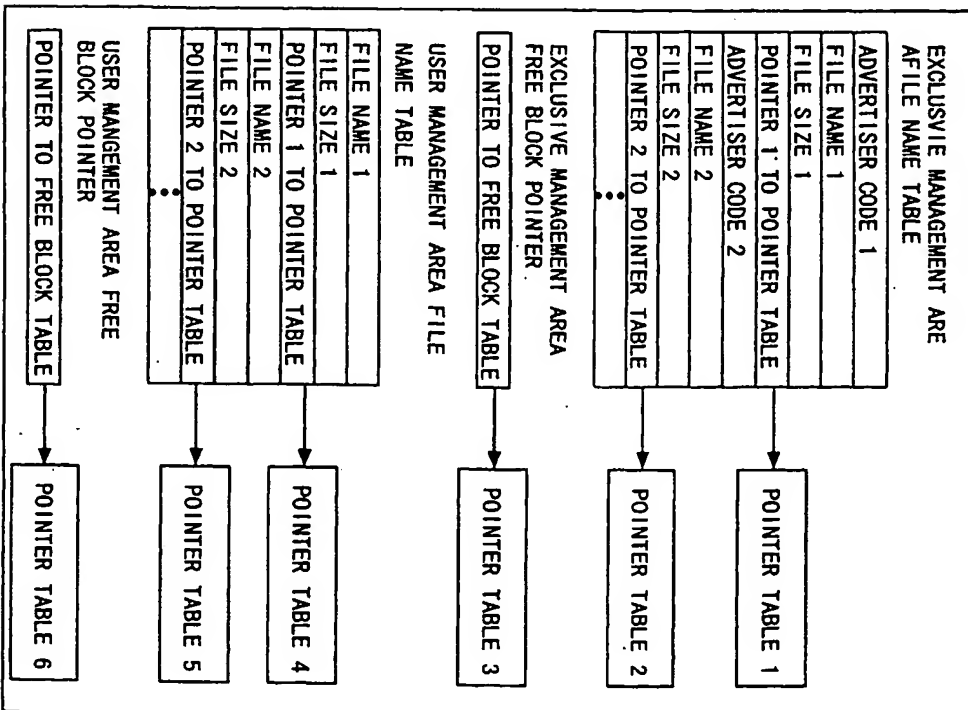 EXCLUSVIE MANAGEMENT ARE
AFILE NAME TABLE
ADVERTISER CODE 1
FILE NAME 1
FILE SIZE 1
POINTER 1 TO POINTER TABLE
POINTER TABLE 1
ADVERTISER CODE 2
FILE NAME 2
FILE SIZE 2
POINTER 2 TO POINTER TABLE
POINTER TABLE 2
•••
EXCLUSIVE MANAGEMENT AREA
FREE BLOCK POINTER
POINTER TO FREE BLOCK TABLE
POINTER TABLE 3
USER MANAGEMENT AREA FILE
NAME TABLE
FILE NAME 1
FILE SIZE 1
POINTER 1 TO POINTER TABLE
POINTER TABLE 4
FILE NAME 2
FILE SIZE 2
POINTER 2 TO POINTER TABLE
POINTER TABLE 5
•••
USER MANGEMENT AREA FREE
BLOCK POINTER
POINTER TO FREE BLOCK TABLE
POINTER TABLE 6